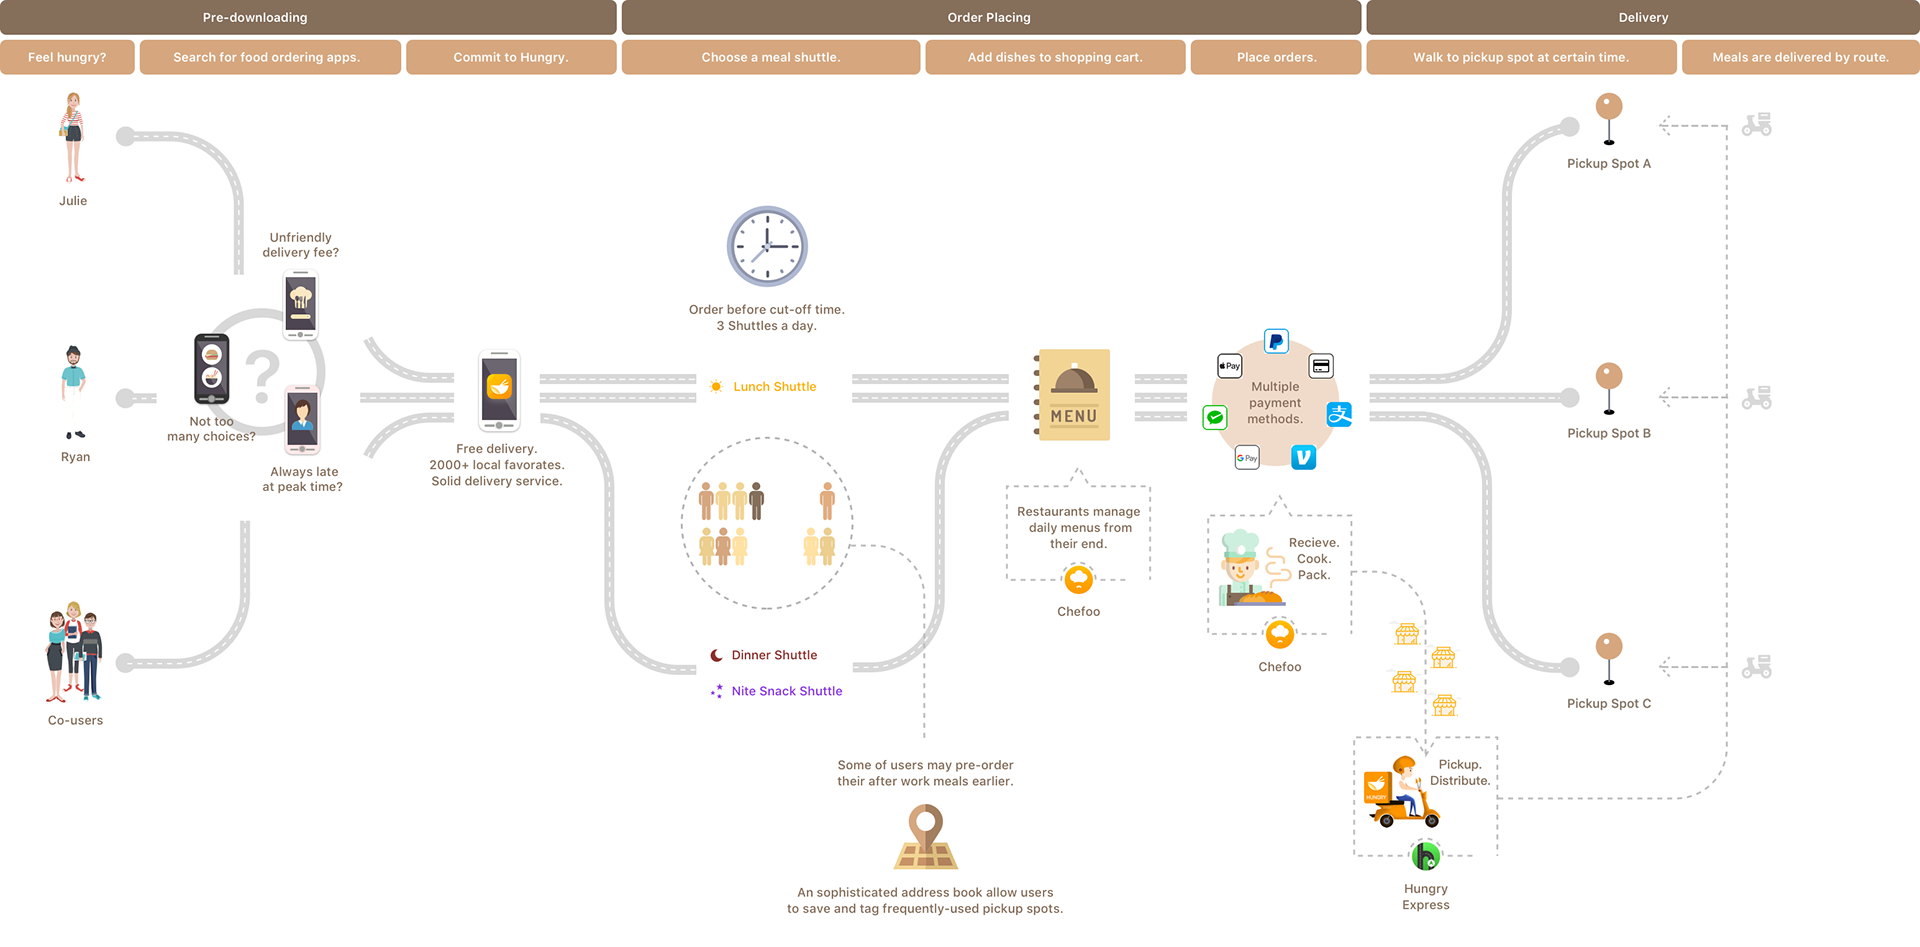 Pre-downloading
Order Placing
Delivery
Feel hungry?
Search for food ordering apps.
Commit to Hungry.
Choose a meal shuttle.
Add dishes to shopping cart.
Place orders.
Walk to pickup spot at certain time.
Meals are delivered by route.
Julie
Ryan
Co-users
Unfriendly
delivery fee?
?
Not too
many choices?
Always late
at peak time?
Free delivery.
2000+ local favorates.
Solid delivery service.
Order before cut-off time.
3 Shuttles a day.
Lunch Shuttle
Dinner Shuttle
Nite Snack Shuttle
Some of users may pre-order
their after work meals earlier.
An sophisticated address book allow users
to save and tag frequently-used pickup spots.
MENU
Restaurants manage
daily menus from
their end.
Chefoo
Pay
Multiple
payment
methods.
支
G Pay
Recieve.
Cook.
Pack.
Chefoo
Pickup.
Distribute.
HUNGRY
Hungry
Express
Pickup Spot A
Pickup Spot B
Pickup Spot C